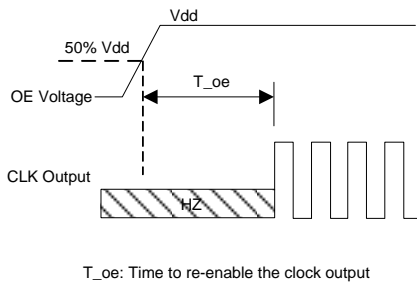 Vdd
50% Vdd
T_oe
OE Voltage
CLK Output
HZ
T_oe: Time to re-enable the clock output